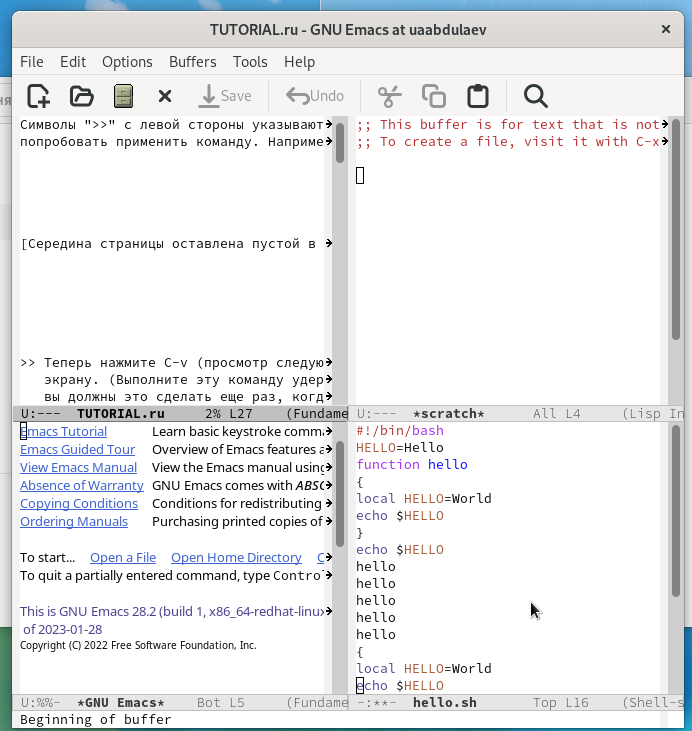 TUTORIAL.ru - GNU Emacs at uaabdulaev
File Edit Options Buffers Tools Help
Save Undo
Символы ">>" с левой стороны указывают
попробовать применить команду. Наприме
[Середина страницы оставлена пустой в
>> Теперь нажмите C-v (просмотр следую
экрану. (Выполните эту команду удер
вы должны это сделать еще раз, когд
U:--- TUTORIAL.ru 2% L27 (Fundame
;; This buffer is for text that is not
;; To create a file, visit it with C-x
U:--- *scratch* All L4 (Lisp In
Emacs Tutorial Learn basic keystroke comm
Emacs Guided Tour Overview of Emacs features a
View Emacs Manual View the Emacs manual using
Absence of Warranty GNU Emacs comes with ABSO
Copying Conditions Conditions for redistributing
Ordering Manuals Purchasing printed copies of
To start... Open a File Open Home Directory C
To quit a partially entered command, type Contro
This is GNU Emacs 28.2 (build 1, x86_64-redhat-linux
of 2023-01-28
Copyright (C) 2022 Free Software Foundation, Inc.
U:%%- *GNU Emacs* Bot L5 (Fundame
#!/bin/bash
HELLO=Hello
function hello
{
local HELLO=World
echo $HELLO
}
echo $HELLO
hello
hello
hello
hello
hello
{
local HELLO=World
echo $HELLO
-:**- hello.sh Top L16 (Shell-s
Beginning of buffer